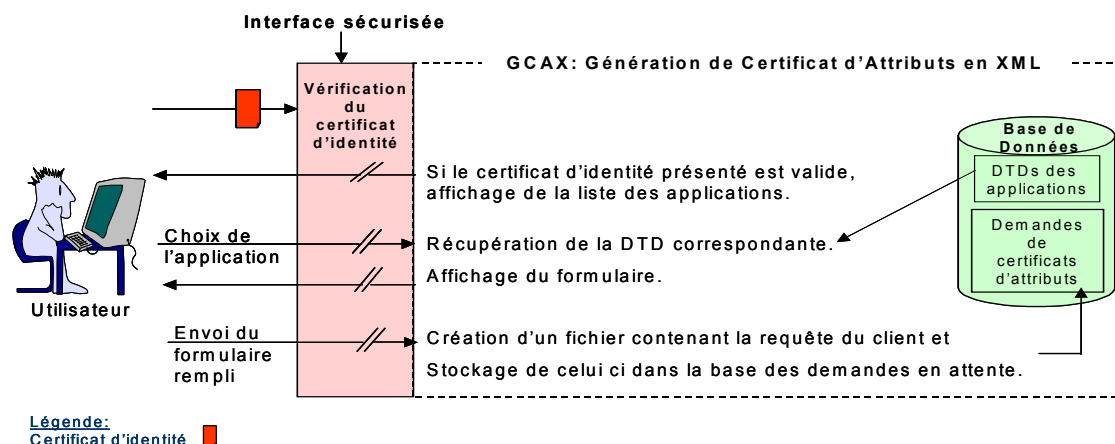 Interface sécurisée
GCAX: Génération de Certificat d'Attributs en XML
Vérification
du
certificat
d'identité
Base de
Données
DTDs des
applications
Demandes
de
certificats
d'attributs
Si le certificat d'identité présenté est valide,
affichage de la liste des applications.
Choix de
l'application
Récupération de la DTD correspondante.
Affichage du formulaire.
Utilisateur
Envoi du
formulaire
rempli
Création d'un fichier contenant la requête du client et
Stockage de celui ci dans la base des demandes en attente.
Légende:
Certificat d'identité